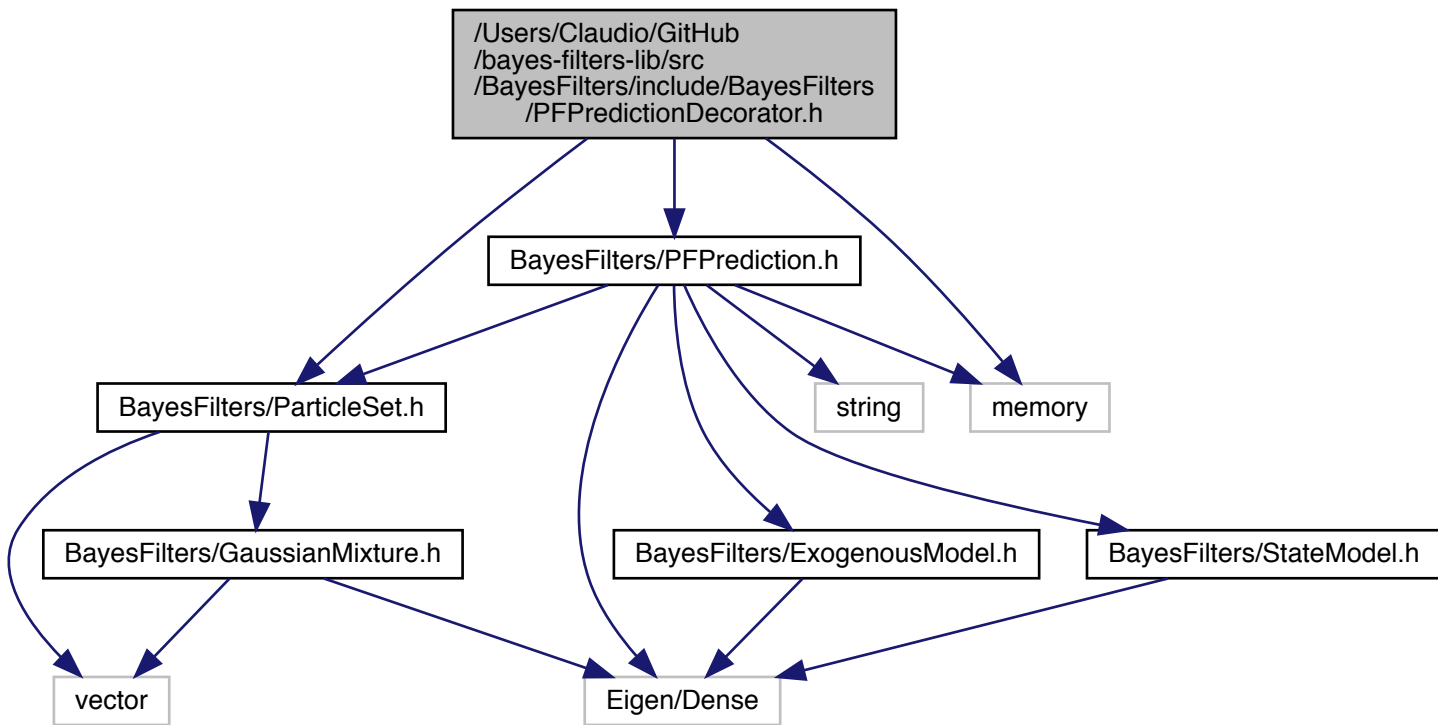 /Users/Claudio/GitHub
/bayes-filters-lib/src
/BayesFilters/include/BayesFilters
/PFPredictionDecorator.h
BayesFilters/PFPrediction.h
BayesFilters/ParticleSet.h
string
memory
BayesFilters/GaussianMixture.h
BayesFilters/ExogenousModel.h
BayesFilters/StateModel.h
vector
Eigen/Dense